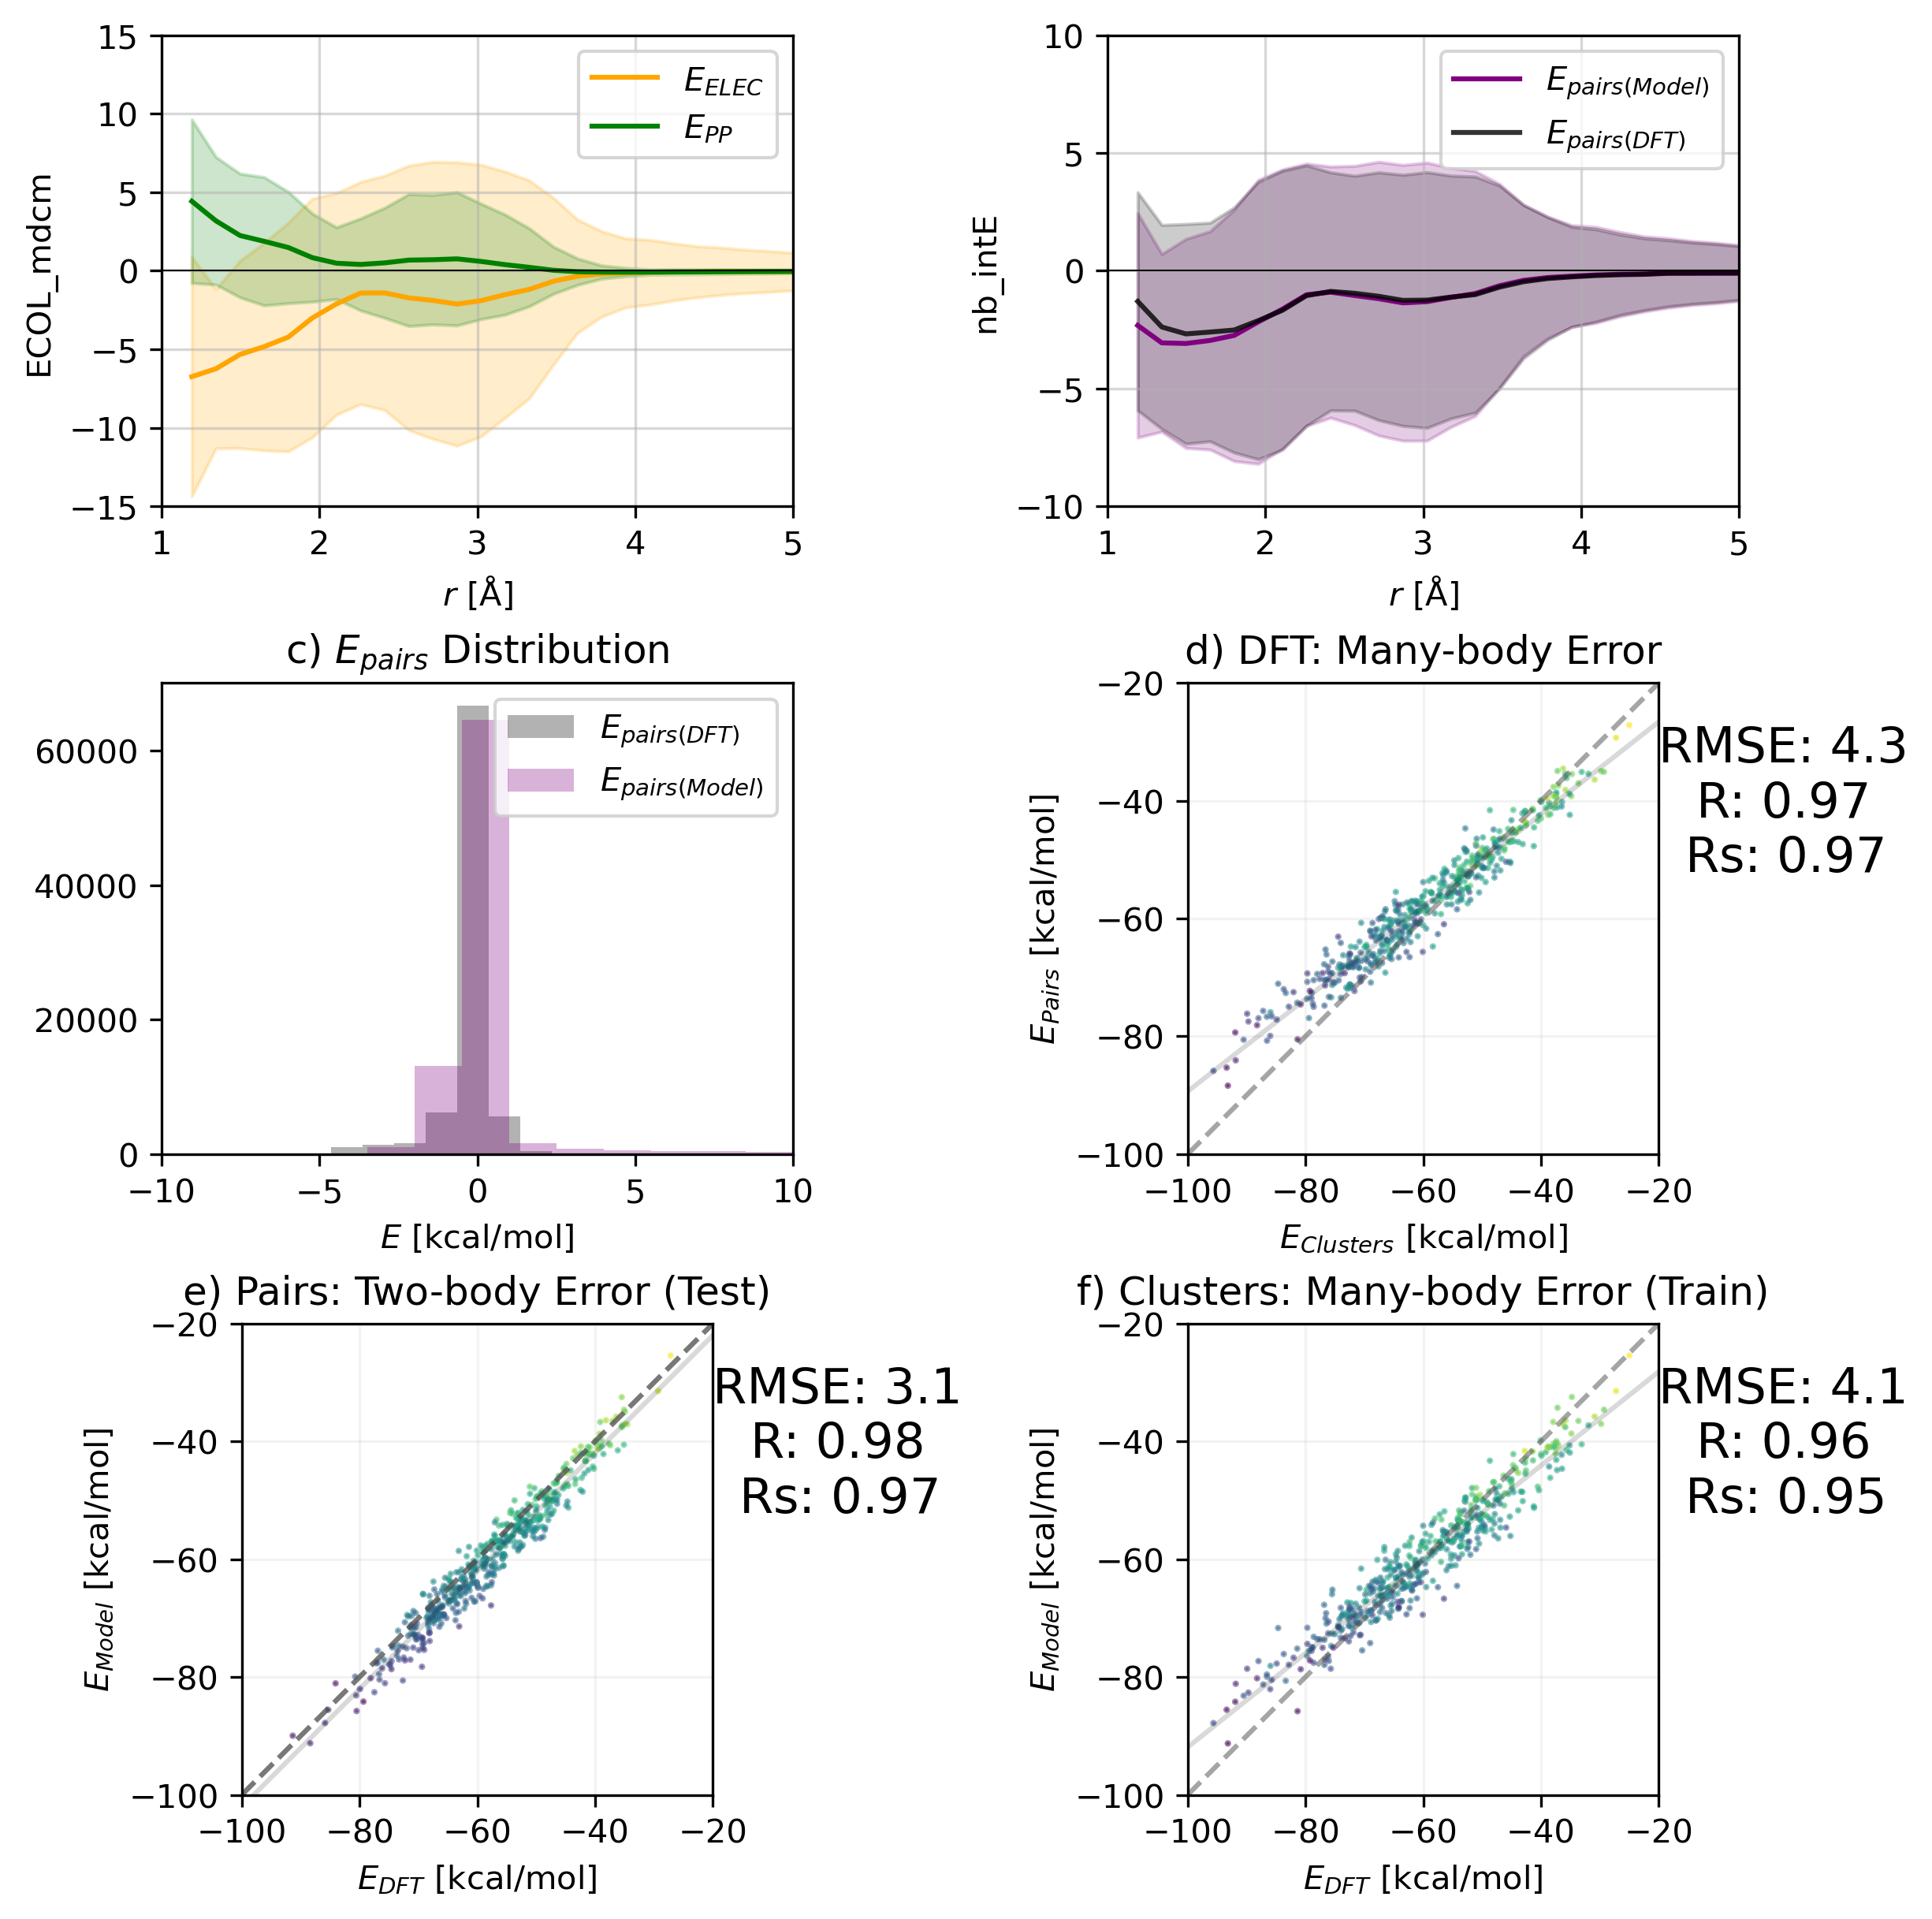 15
10
5
0
−5
−10
−15
ECOL_mdcm
E_ELEC
E_PP
1 2 3 4 5
r [Å]
10
5
0
−5
−10
nb_intE
E_pairs(Model)
E_pairs(DFT)
1 2 3 4 5
r [Å]
c) E_pairs Distribution
60000
40000
20000
0
E_pairs(DFT)
E_pairs(Model)
−10 −5 0 5 10
E [kcal/mol]
d) DFT: Many-body Error
−20
−40
−60
−80
−100
E_Pairs [kcal/mol]
RMSE: 4.3
R: 0.97
Rs: 0.97
−100 −80 −60 −40 −20
E_Clusters [kcal/mol]
e) Pairs: Two-body Error (Test)
−20
−40
−60
−80
−100
E_Model [kcal/mol]
RMSE: 3.1
R: 0.98
Rs: 0.97
−100 −80 −60 −40 −20
E_DFT [kcal/mol]
f) Clusters: Many-body Error (Train)
−20
−40
−60
−80
−100
E_Model [kcal/mol]
RMSE: 4.1
R: 0.96
Rs: 0.95
−100 −80 −60 −40 −20
E_DFT [kcal/mol]